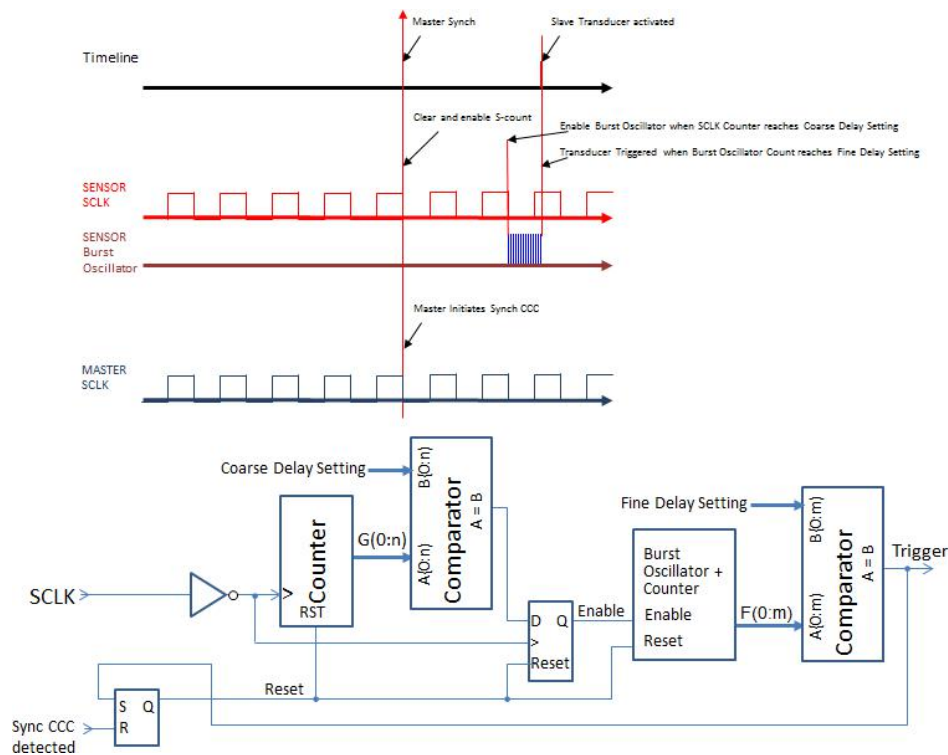 Master Synch
Slave Transducer activated
Timeline
Clear and enable S-count
Enable Burst Oscillator when SCLK Counter reaches Coarse Delay Setting
Transducer Triggered when Burst Oscillator Count reaches Fine Delay Setting
SENSOR
SCLK
SENSOR
Burst
Oscillator
Master Initiates Synch CCC
MASTER
SCLK
Coarse Delay Setting
B{0:n)
A = B
Comparator
A{0:n)
G(0:n)
Counter
>
RST
SCLK
Fine Delay Setting
B{0:m)
A = B
Comparator
A{0:m)
Trigger
Burst
Oscillator +
Counter
Enable
Reset
F(0:m)
D Q
>
Reset
Enable
Reset
S Q
R
Sync CCC
detected